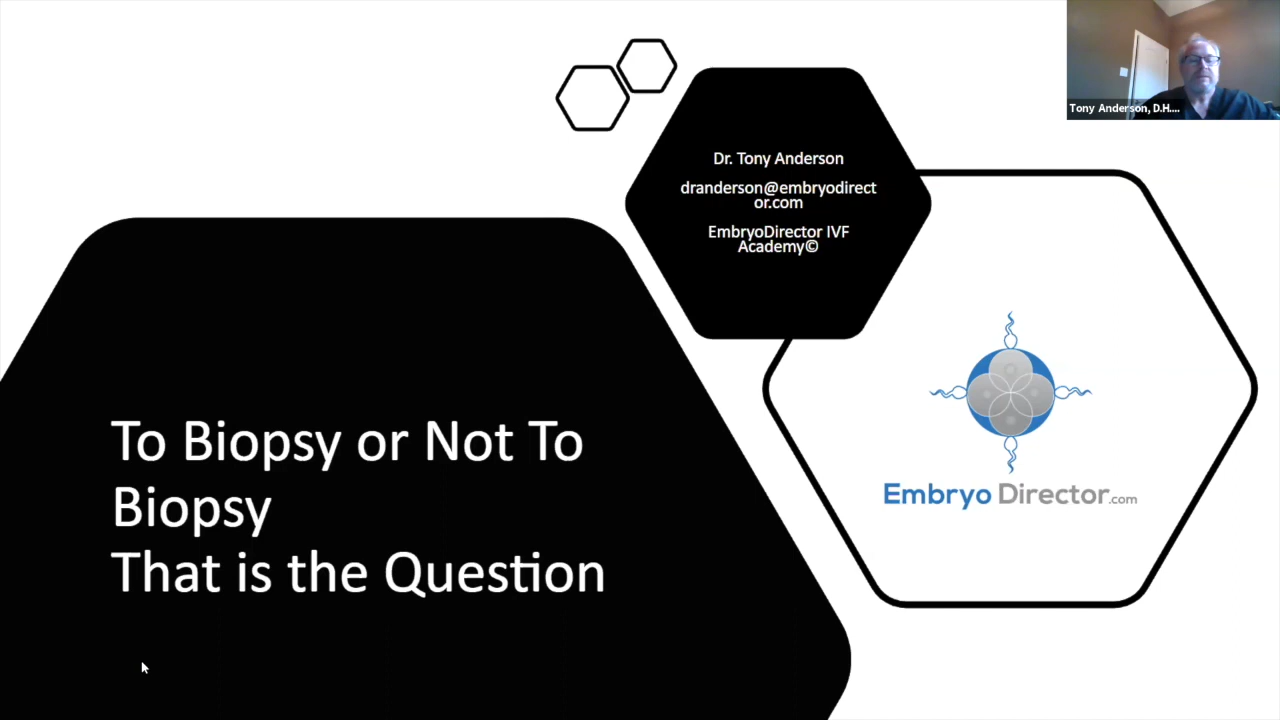 Dr. Tony Anderson
dranderson@embryodirect
or.com
EmbryoDirector IVF
Academy©
Tony Anderson, D.H....
To Biopsy or Not To
Biopsy
That is the Question
Embryo Director.com